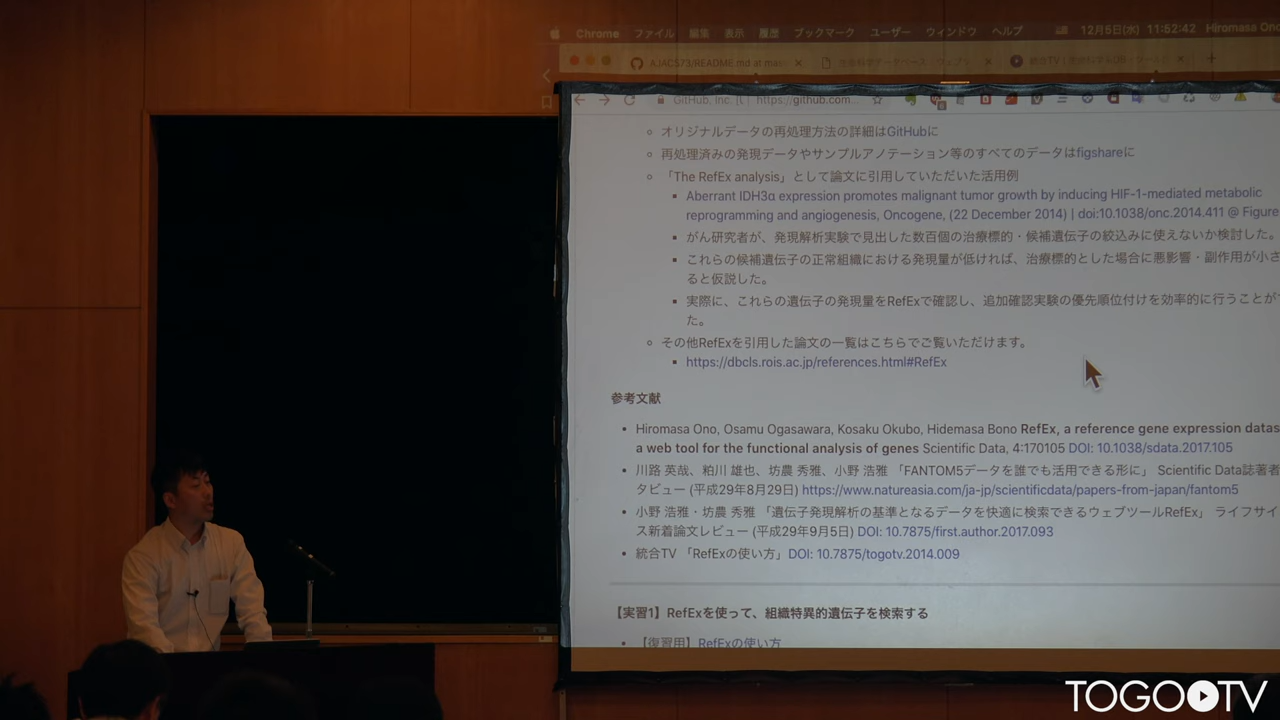 Chrome ファイル 編集 表示 履歴 ブックマーク ユーザー ウィンドウ ヘルプ 12月5日(水) 11:52:42 Hiromasa Ono
AJACS73/README.md at mas
GitHub, Inc. https://github.com...
オリジナルデータの再処理方法の詳細はGitHubに
再処理済みの発現データやサンプルアノテーション等のすべてのデータはfigshareに
「The RefEx analysis」として論文に引用していただいた活用例
Aberrant IDH3α expression promotes malignant tumor growth by inducing HIF-1-mediated metabolic
reprogramming and angiogenesis, Oncogene, (22 December 2014) | doi:10.1038/onc.2014.411 @ Figure
がん研究者が、発現解析実験で見出した数百個の治療標的・候補遺伝子の絞込みに使えないか検討した。
これらの候補遺伝子の正常組織における発現量が低ければ、治療標的とした場合に悪影響・副作用が小さ
ると仮説した。
実際に、これらの遺伝子の発現量をRefExで確認し、追加確認実験の優先順位付けを効率的に行うことが
た。
その他RefExを引用した論文の一覧はこちらでご覧いただけます。
https://dbcls.rois.ac.jp/references.html#RefEx
参考文献
Hiromasa Ono, Osamu Ogasawara, Kosaku Okubo, Hidemasa Bono RefEx, a reference gene expression datas
a web tool for the functional analysis of genes Scientific Data, 4:170105 DOI: 10.1038/sdata.2017.105
川路 英哉、粕川 雄也、坊農 秀雅、小野 浩雅 「FANTOM5データを誰でも活用できる形に」 Scientific Data誌著者
タビュー (平成29年8月29日) https://www.natureasia.com/ja-jp/scientificdata/papers-from-japan/fantom5
小野 浩雅・坊農 秀雅 「遺伝子発現解析の基準となるデータを快適に検索できるウェブツールRefEx」 ライフサイ
ス新着論文レビュー (平成29年9月5日) DOI: 10.7875/first.author.2017.093
統合TV 「RefExの使い方」DOI: 10.7875/togotv.2014.009
【実習1】RefExを使って、組織特異的遺伝子を検索する
【復習用】RefExの使い方
TOGOTV